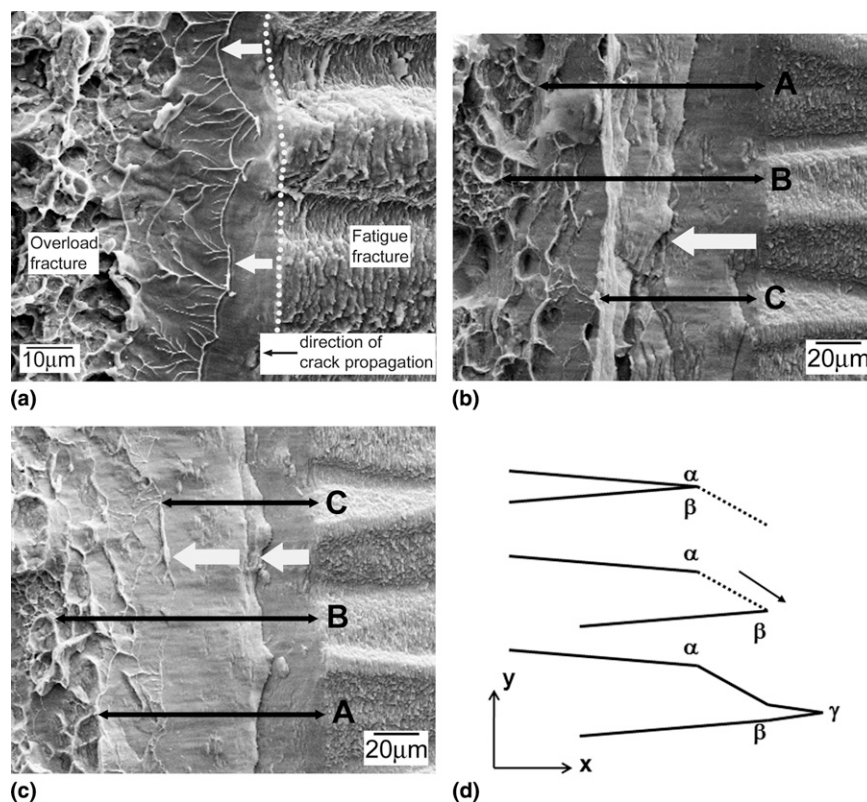 Overload
fracture
Fatigue
fracture
10μm
direction of
crack propagation
(a)
A
B
C
20μm
(b)
C
B
A
20μm
(c)
α
β
α
β
α
β
γ
y
x
(d)